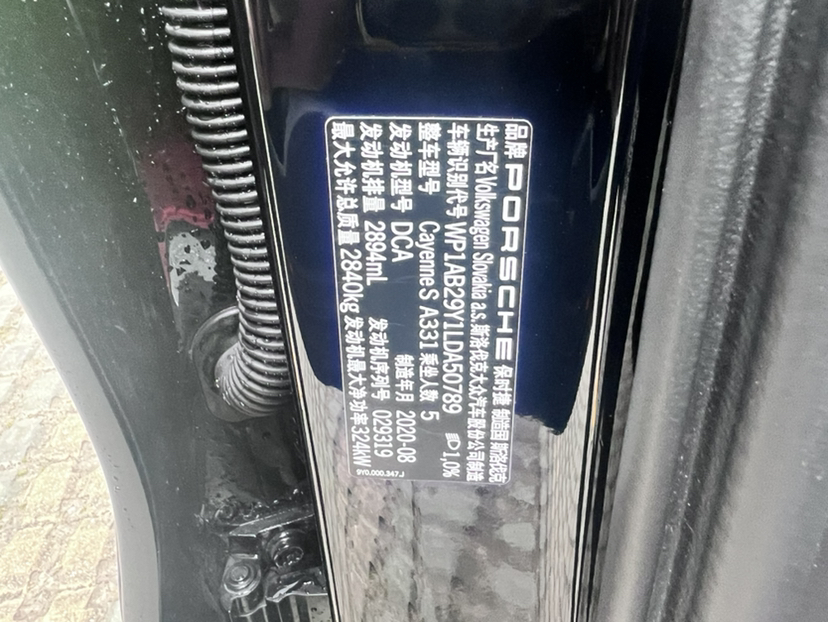 品牌 PORSCHE 保时捷 制造国 斯洛伐克
生产厂名 Volkswagen Slovakia a.s. 斯洛伐克大众汽车股份公司制造
车辆识别代号 WP1AB29Y1LDA50789 1,0%
整车型号 CayenneS A331 乘坐人数 5
发动机型号 DCA 制造年月 2020-08
发动机排量 2894mL 发动机序列号 029319
最大允许总质量 2840kg 发动机最大净功率 324kW
9Y0.000.347.J